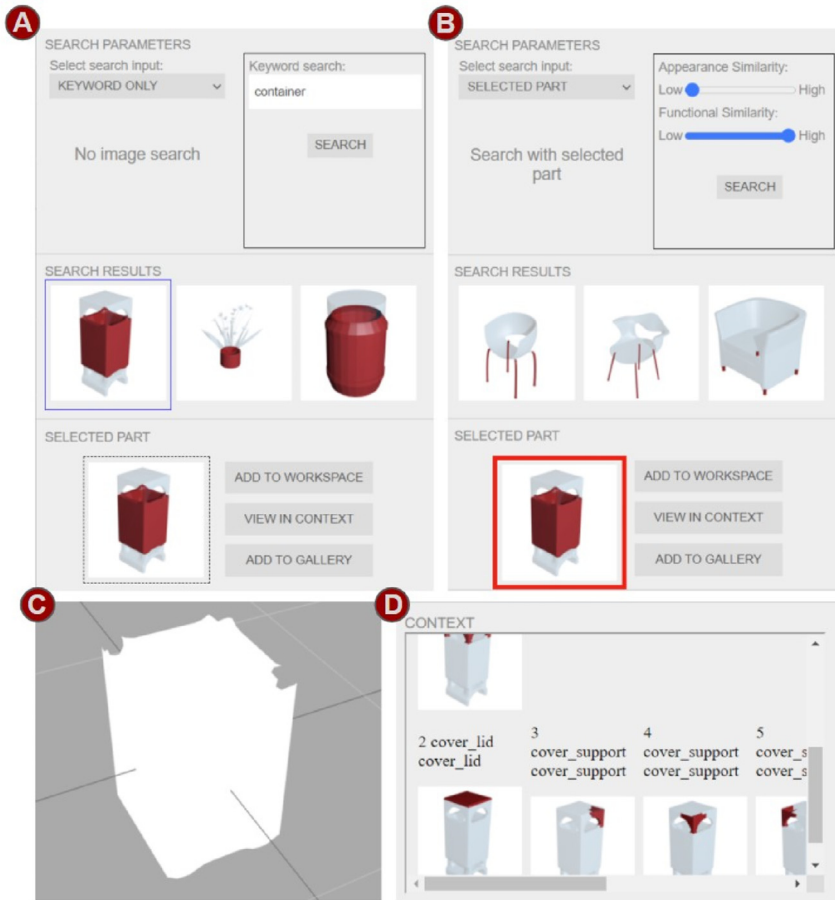 A
SEARCH PARAMETERS
Select search input:
KEYWORD ONLY
No image search
Keyword search:
container
SEARCH
SEARCH RESULTS
SELECTED PART
ADD TO WORKSPACE
VIEW IN CONTEXT
ADD TO GALLERY
B
SEARCH PARAMETERS
Select search input:
SELECTED PART
Search with selected
part
Appearance Similarity:
Low High
Functional Similarity:
Low High
SEARCH
SEARCH RESULTS
SELECTED PART
ADD TO WORKSPACE
VIEW IN CONTEXT
ADD TO GALLERY
C
D
CONTEXT
2 cover_lid
cover_lid
3
cover_support
cover_support
4
cover_support
cover_support
5
cover_s
cover_s